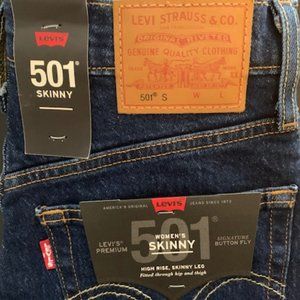 Levi's
501®
SKINNY
LEVI STRAUSS & CO.
ORIGINAL RIVETED
GENUINE QUALITY CLOTHING
501® S W L
AMERICA'S ORIGINAL
Levi's
JEANS SINCE 1873
501
WOMEN'S
LEVI'S®
PREMIUM
SKINNY
SIGNATURE
BUTTON FLY
HIGH RISE, SKINNY LEG
Fitted through hip and thigh